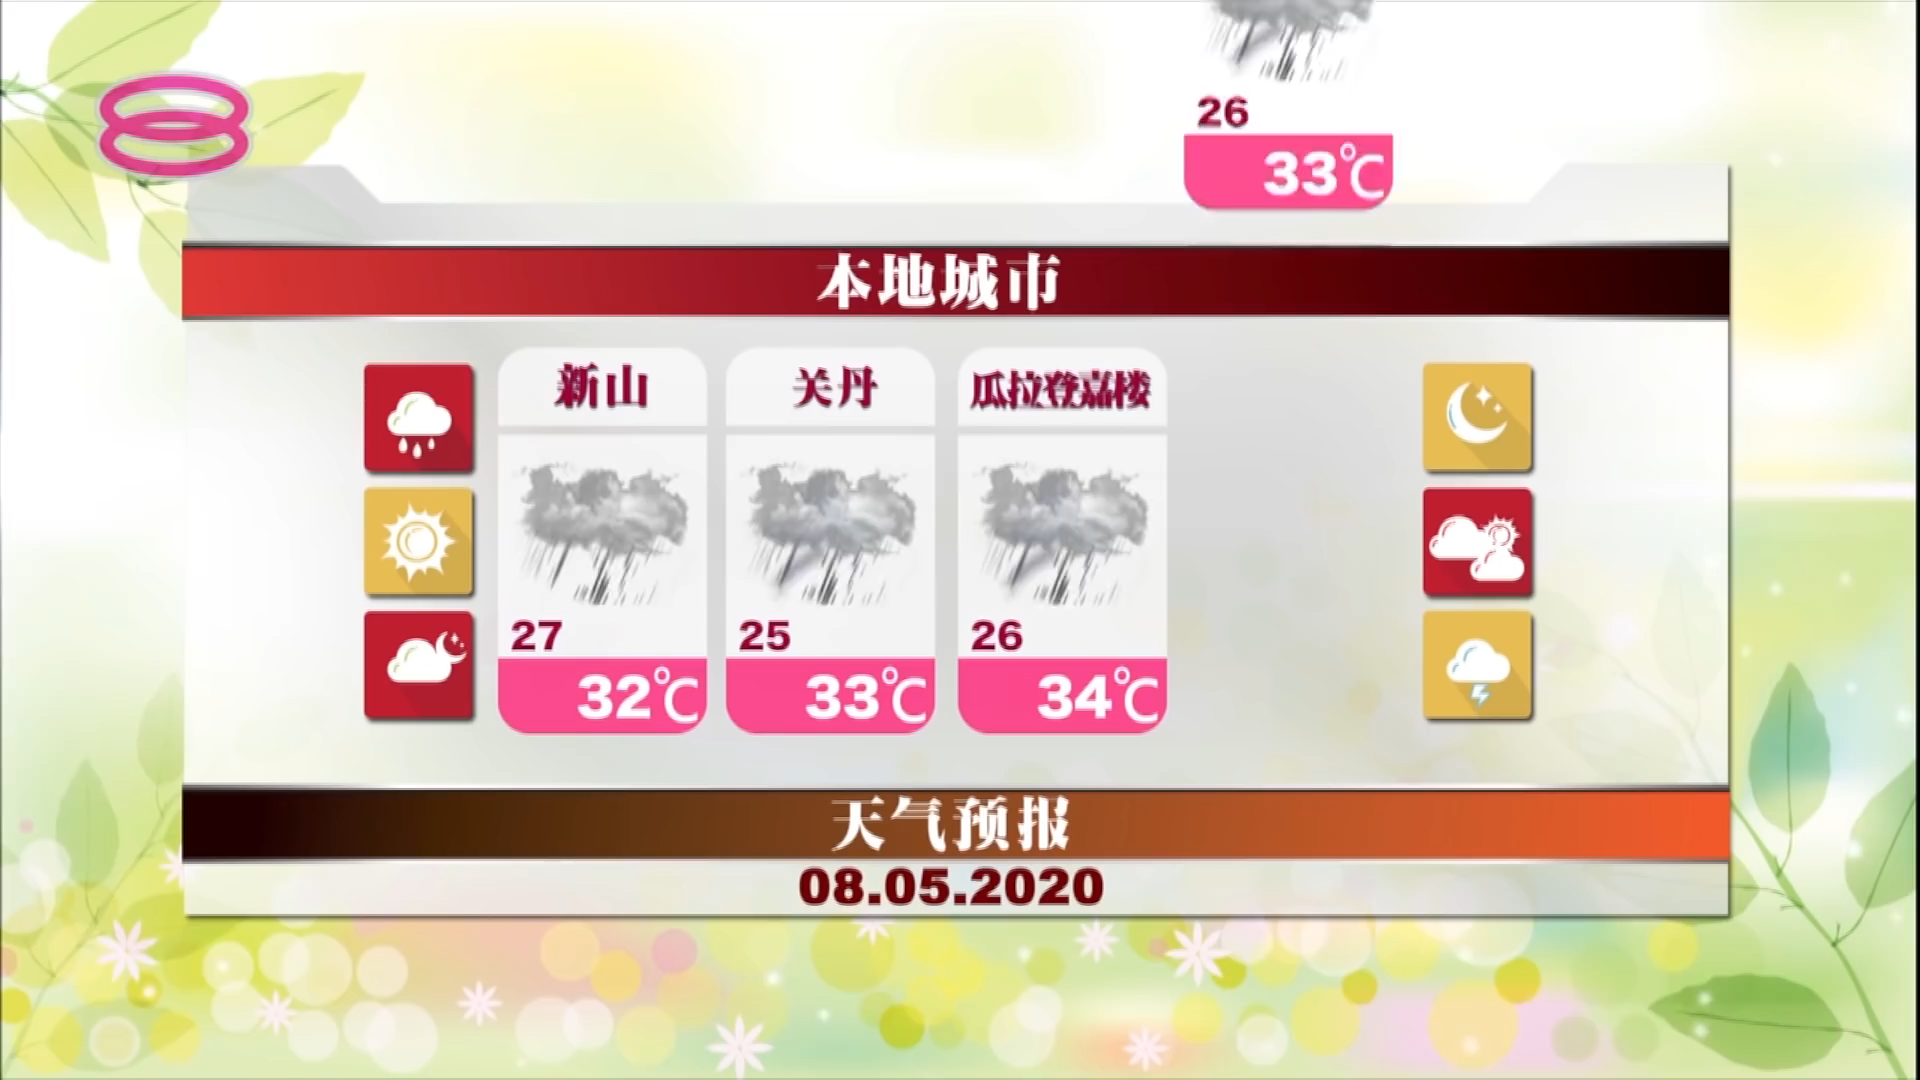 26
33℃
本地城市
新山 关丹 瓜拉登嘉楼
27 25 26
32℃ 33℃ 34℃
天气预报
08.05.2020